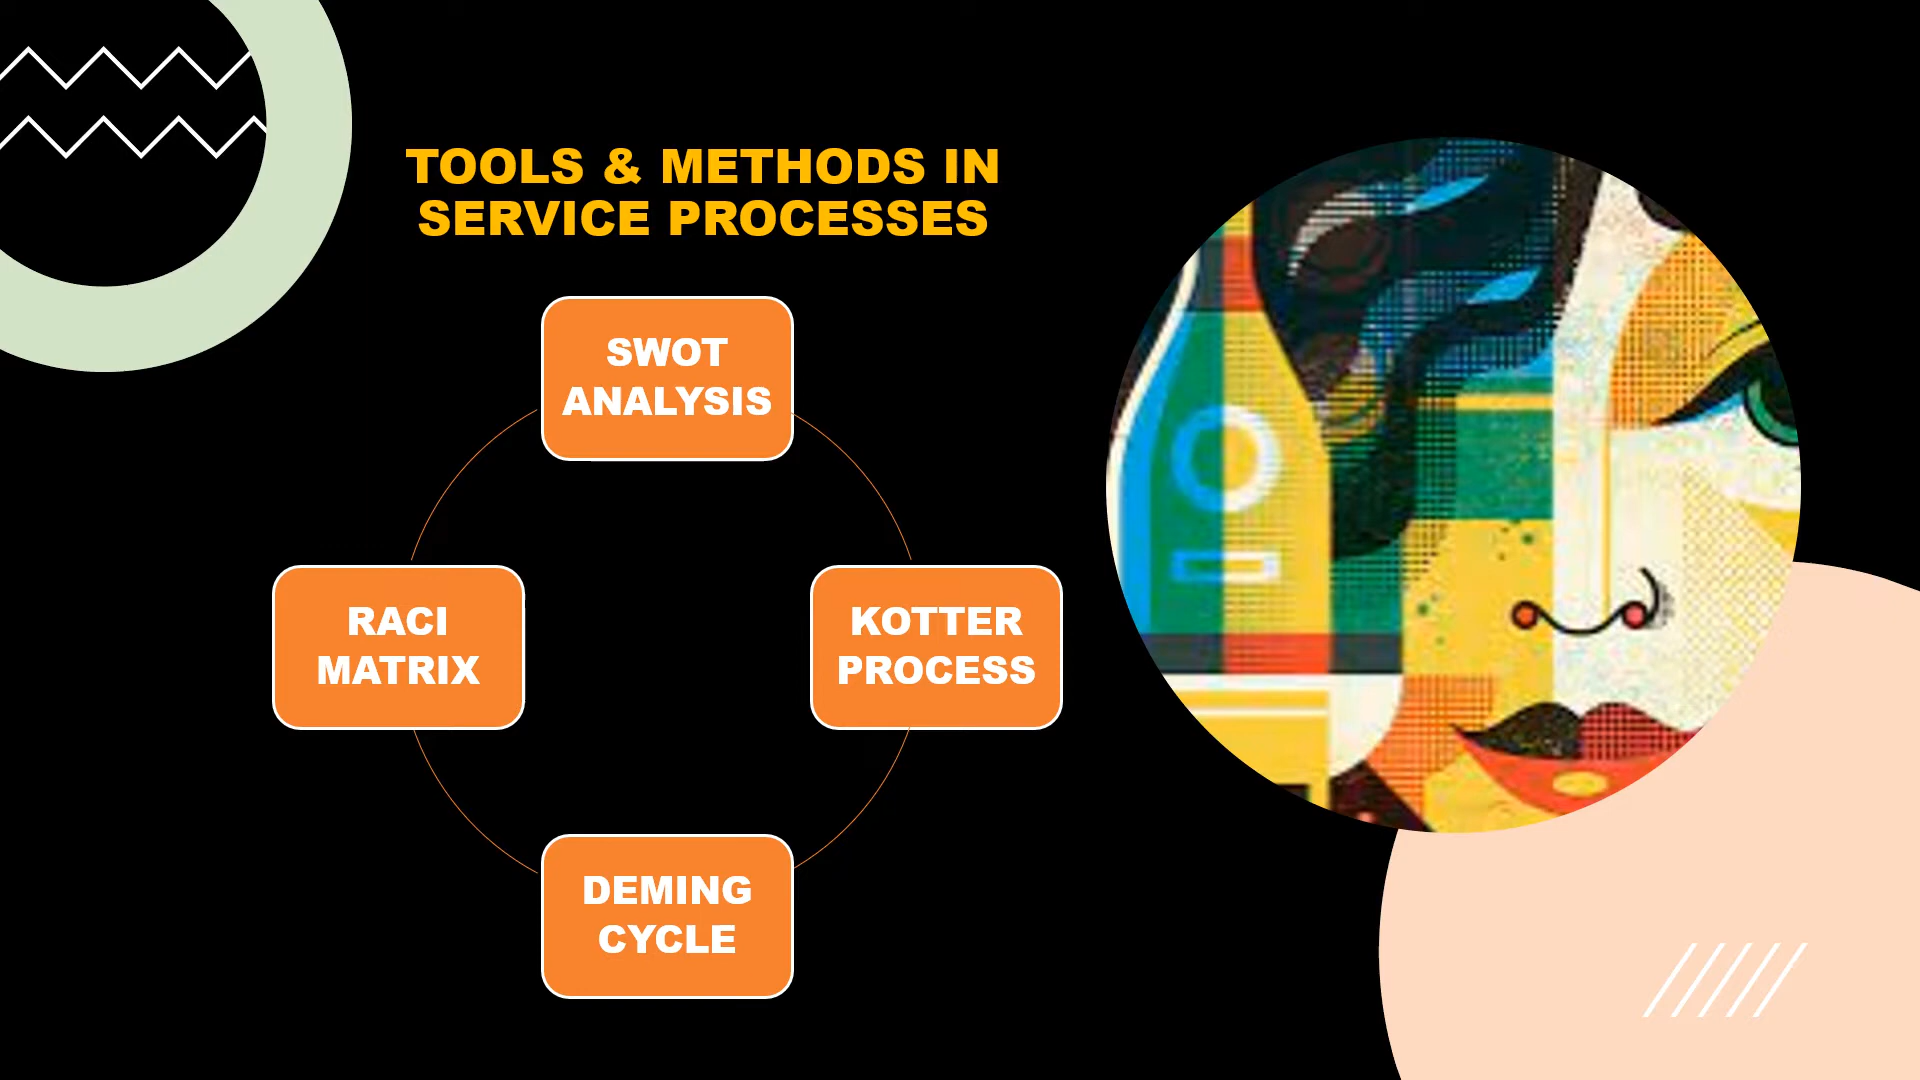 TOOLS & METHODS IN
SERVICE PROCESSES
SWOT
ANALYSIS
RACI
MATRIX
KOTTER
PROCESS
DEMING
CYCLE